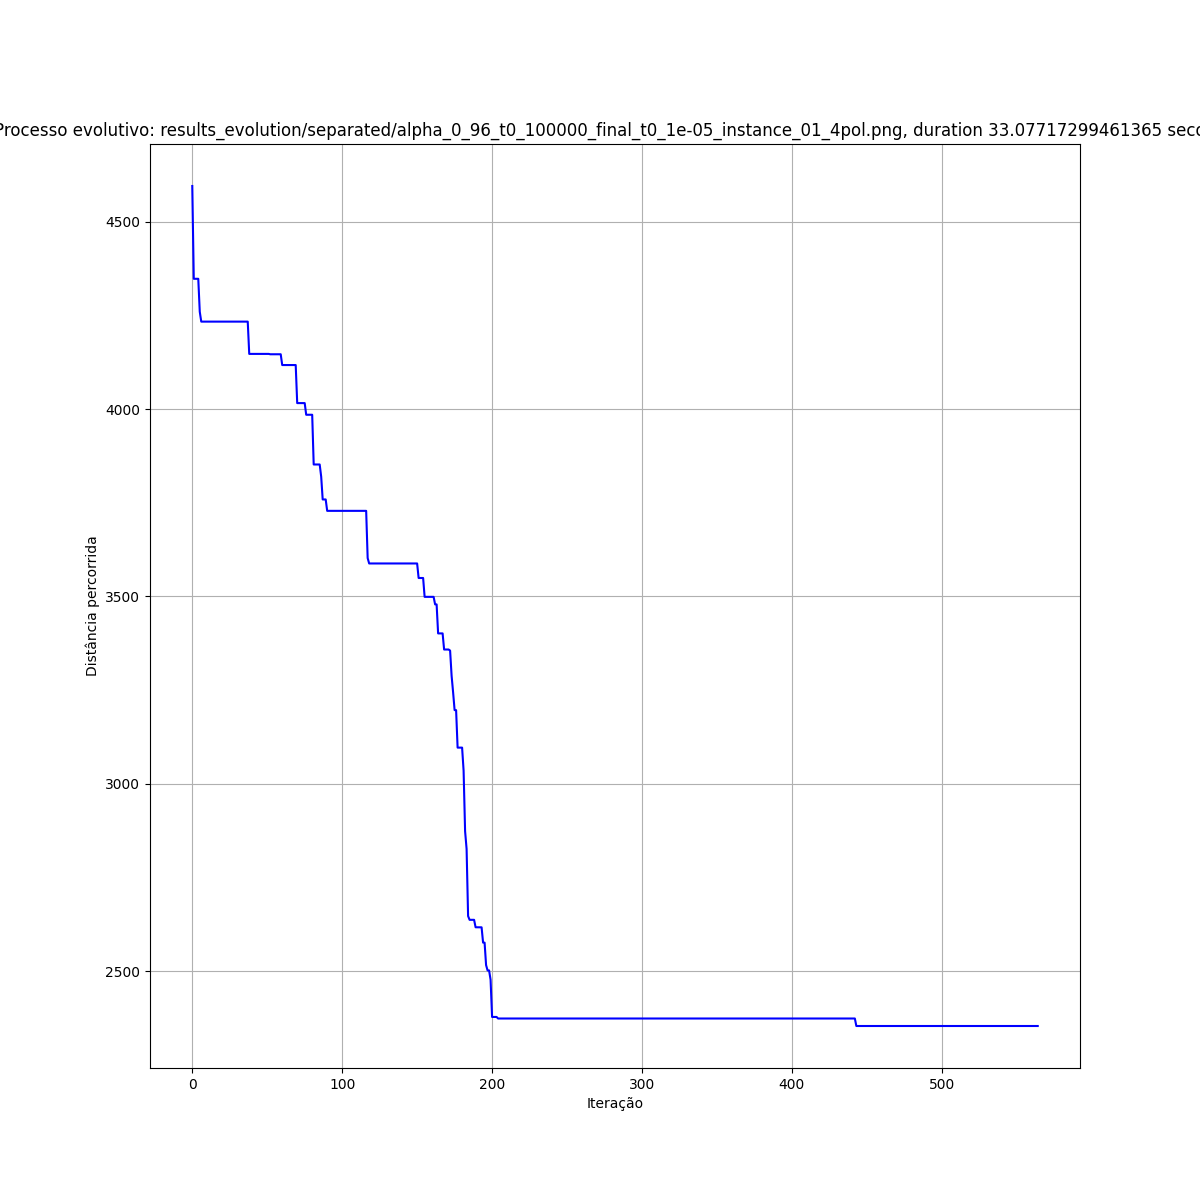 Processo evolutivo: results_evolution/separated/alpha_0_96_t0_100000_final_t0_1e-05_instance_01_4pol.png, duration 33.07717299461365 seco
4500
4000
3500
3000
2500
Distância percorrida
0 100 200 300 400 500
Iteração